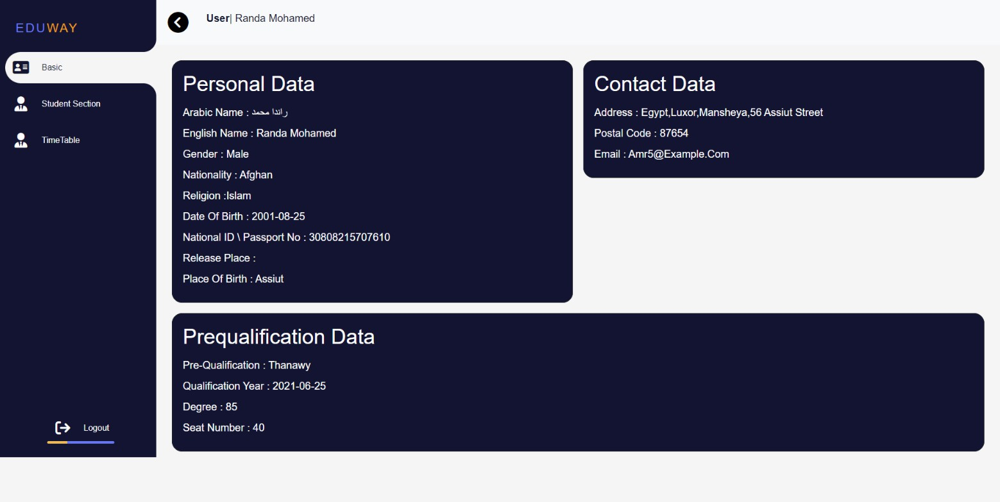 EDUWAY
User| Randa Mohamed
Basic
Student Section
TimeTable
Logout
Personal Data
Arabic Name : راندا محمد
English Name : Randa Mohamed
Gender : Male
Nationality : Afghan
Religion :Islam
Date Of Birth : 2001-08-25
National ID \ Passport No : 30808215707610
Release Place :
Place Of Birth : Assiut
Contact Data
Address : Egypt,Luxor,Mansheya,56 Assiut Street
Postal Code : 87654
Email : Amr5@Example.Com
Prequalification Data
Pre-Qualification : Thanawy
Qualification Year : 2021-06-25
Degree : 85
Seat Number : 40